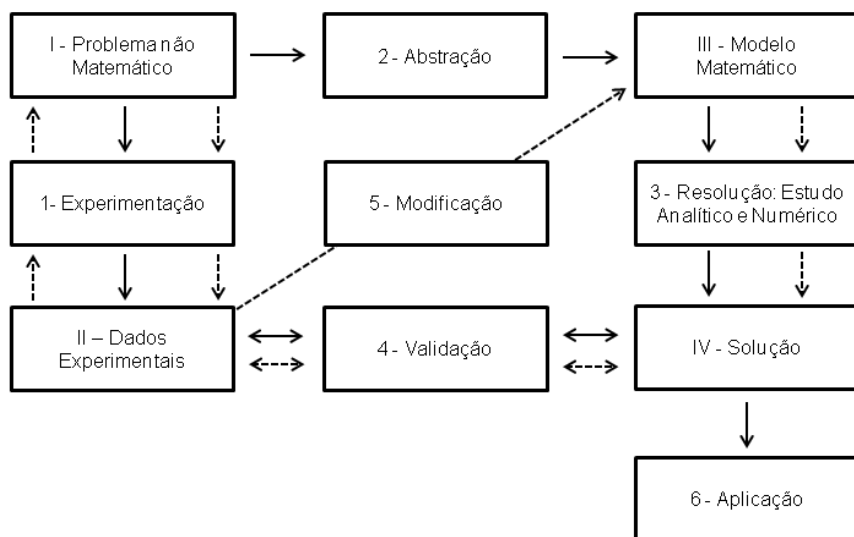 I - Problema não
Matemático
2 - Abstração
III - Modelo
Matemático
1- Experimentação
5 - Modificação
3 - Resolução: Estudo
Analítico e Numérico
II – Dados
Experimentais
4 - Validação
IV - Solução
6 - Aplicação